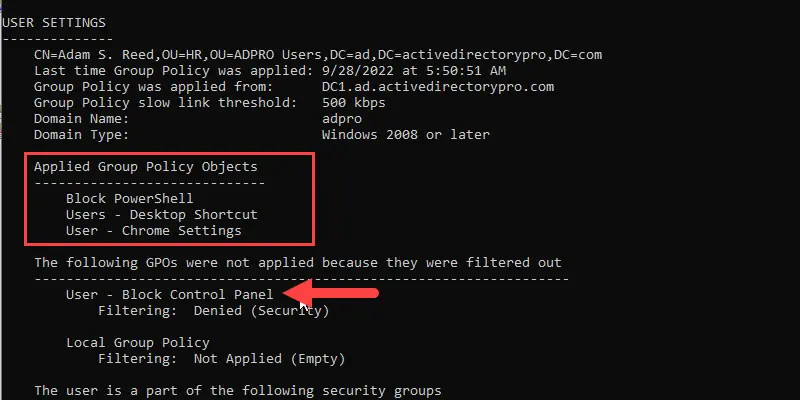 USER SETTINGS
--------------
CN=Adam S. Reed,OU=HR,OU=ADPRO Users,DC=ad,DC=activedirectorypro,DC=com
Last time Group Policy was applied: 9/28/2022 at 5:50:51 AM
Group Policy was applied from:      DC1.ad.activedirectorypro.com
Group Policy slow link threshold:   500 kbps
Domain Name:                        adpro
Domain Type:                        Windows 2008 or later
Applied Group Policy Objects
-----------------------------
Block PowerShell
Users - Desktop Shortcut
User - Chrome Settings
The following GPOs were not applied because they were filtered out
-------------------------------------------------------------------
User - Block Control Panel
Filtering:  Denied (Security)
Local Group Policy
Filtering:  Not Applied (Empty)
The user is a part of the following security groups